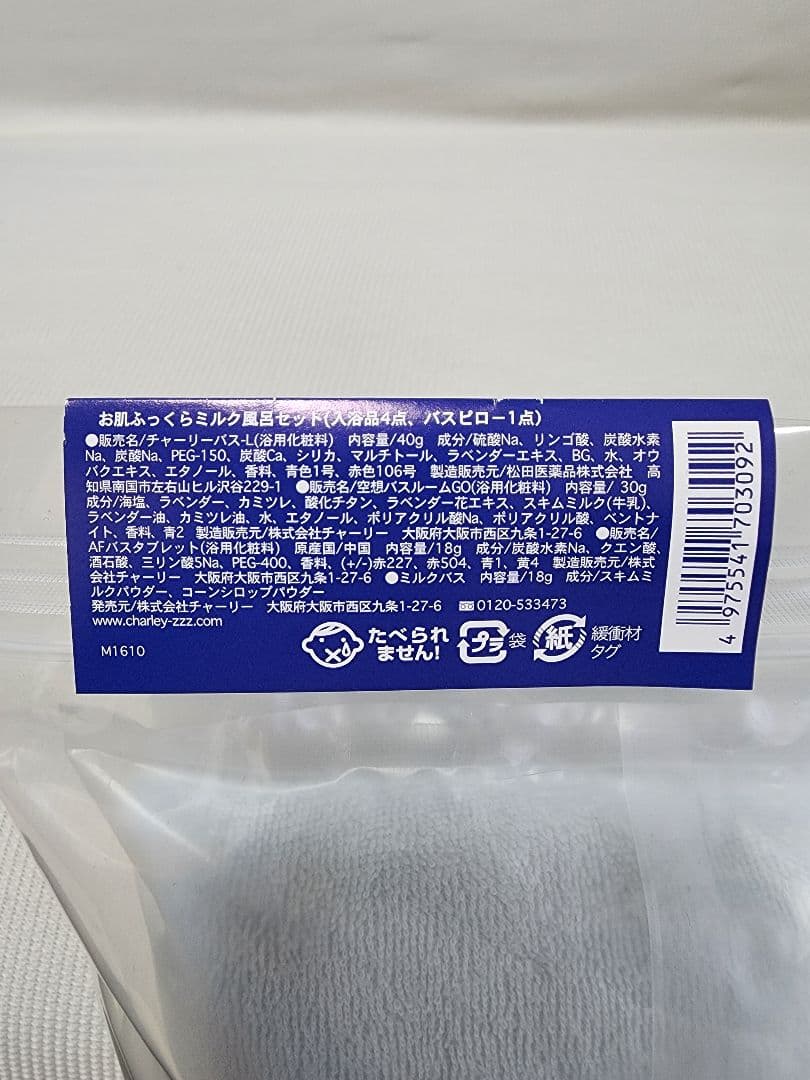 お肌ふっくらミルク風呂セット(入浴品4点、バスピロー1点)
●販売名/チャーリーバス-L(浴用化粧料) 内容量/40g 成分/硫酸Na、リンゴ酸、炭酸水素
Na、炭酸Na、PEG-150、炭酸Ca、シリカ、マルチトール、ラベンダーエキス、BG、水、オウ
バクエキス、エタノール、香料、青色1号、赤色106号 製造販売元/松田医薬品株式会社 高
知県南国市左右山ヒル沢谷229-1 ●販売名/空想バスルームGO(浴用化粧料) 内容量/ 30g
成分/海塩、ラベンダー、カミツレ、酸化チタン、ラベンダー花エキス、スキムミルク(牛乳)、
ラベンダー油、カミツレ油、水、エタノール、ポリアクリル酸Na、ポリアクリル酸、ベントナ
イト、香料、青2 製造販売元/株式会社チャーリー 大阪府大阪市西区九条1-27-6 ●販売名/
AFバスタブレット(浴用化粧料) 原産国/中国 内容量/18g 成分/炭酸水素Na、クエン酸、
酒石酸、三リン酸5Na、PEG-400、香料、(+/-)赤227、赤504、青1、黄4 製造販売元/株式
会社チャーリー 大阪府大阪市西区九条1-27-6 ●ミルクバス 内容量/18g 成分/スキムミ
ルクパウダー、コーンシロップパウダー
発売元/株式会社チャーリー 大阪府大阪市西区九条1-27-6 ☎0120-533473
www.charley-zzz.com
M1610
たべられ
ません!
プラ
袋
紙
緩衝材
タグ
4 975541 703092